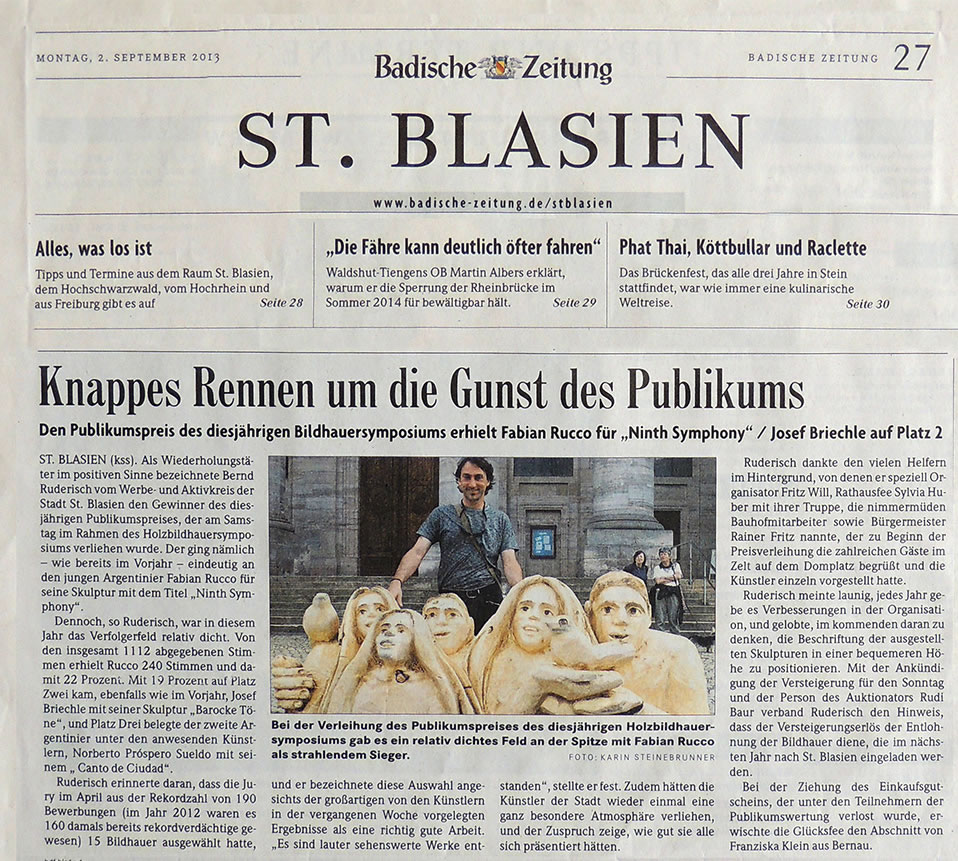 MONTAG, 2. SEPTEMBER 2013
Badische Zeitung
BADISCHE ZEITUNG 27
ST. BLASIEN
www.badische-zeitung.de/stblasien
Alles, was los ist
Tipps und Termine aus dem Raum St. Blasien,
dem Hochschwarzwald, vom Hochrhein und
aus Freiburg gibt es auf Seite 28
„Die Fähre kann deutlich öfter fahren“
Waldshut-Tiengens OB Martin Albers erklärt,
warum er die Sperrung der Rheinbrücke im
Sommer 2014 für bewältigbar hält. Seite 29
Phat Thai, Köttbullar und Raclette
Das Brückenfest, das alle drei Jahre in Stein
stattfindet, war wie immer eine kulinarische
Weltreise. Seite 30
Knappes Rennen um die Gunst des Publikums
Den Publikumspreis des diesjährigen Bildhauersymposiums erhielt Fabian Rucco für „Ninth Symphony“ / Josef Briechle auf Platz 2
ST. BLASIEN (kss). Als Wiederholungstä-
ter im positiven Sinne bezeichnete Bernd
Ruderisch vom Werbe- und Aktivkreis der
Stadt St. Blasien den Gewinner des dies-
jährigen Publikumspreises, der am Sams-
tag im Rahmen des Holzbildhauersympo-
siums verliehen wurde. Der ging nämlich
– wie bereits im Vorjahr – eindeutig an
den jungen Argentinier Fabian Rucco für
seine Skulptur mit dem Titel „Ninth Sym-
phony“.
Dennoch, so Ruderisch, war in diesem
Jahr das Verfolgerfeld relativ dicht. Von
den insgesamt 1112 abgegebenen Stim-
men erhielt Rucco 240 Stimmen und da-
mit 22 Prozent. Mit 19 Prozent auf Platz
Zwei kam, ebenfalls wie im Vorjahr, Josef
Briechle mit seiner Skulptur „Barocke Tö-
ne“, und Platz Drei belegte der zweite Ar-
gentinier unter den anwesenden Künst-
lern, Norberto Próspero Sueldo mit sei-
nem „ Canto de Ciudad“.
Ruderisch erinnerte daran, dass die Ju-
ry im April aus der Rekordzahl von 190
Bewerbungen (im Jahr 2012 waren es
160 damals bereits rekordverdächtige ge-
wesen) 15 Bildhauer ausgewählt hatte,
Bei der Verleihung des Publikumspreises des diesjährigen Holzbildhauer-
symposiums gab es ein relativ dichtes Feld an der Spitze mit Fabian Rucco
als strahlendem Sieger. FOTO: KARIN STEINEBRUNNER
und er bezeichnete diese Auswahl ange-
sichts der großartigen von den Künstlern
in der vergangenen Woche vorgelegten
Ergebnisse als eine richtig gute Arbeit.
„Es sind lauter sehenswerte Werke ent-
standen“, stellte er fest. Zudem hätten die
Künstler der Stadt wieder einmal eine
ganz besondere Atmosphäre verliehen,
und der Zuspruch zeige, wie gut sie alle
sich präsentiert hätten.
Ruderisch dankte den vielen Helfern
im Hintergrund, von denen er speziell Or-
ganisator Fritz Will, Rathausfee Sylvia Hu-
ber mit ihrer Truppe, die nimmermüden
Bauhofmitarbeiter sowie Bürgermeister
Rainer Fritz nannte, der zu Beginn der
Preisverleihung die zahlreichen Gäste im
Zelt auf dem Domplatz begrüßt und die
Künstler einzeln vorgestellt hatte.
Ruderisch meinte launig, jedes Jahr ge-
be es Verbesserungen in der Organisati-
on, und gelobte, im kommenden daran zu
denken, die Beschriftung der ausgestell-
ten Skulpturen in einer bequemeren Hö-
he zu positionieren. Mit der Ankündi-
gung der Versteigerung für den Sonntag
und der Person des Auktionators Rudi
Baur verband Ruderisch den Hinweis,
dass der Versteigerungserlös der Entloh-
nung der Bildhauer diene, die im nächs-
ten Jahr nach St. Blasien eingeladen wer-
den.
Bei der Ziehung des Einkaufsgut-
scheins, der unter den Teilnehmern der
Publikumswertung verlost wurde, er-
wischte die Glücksfee den Abschnitt von
Franziska Klein aus Bernau.